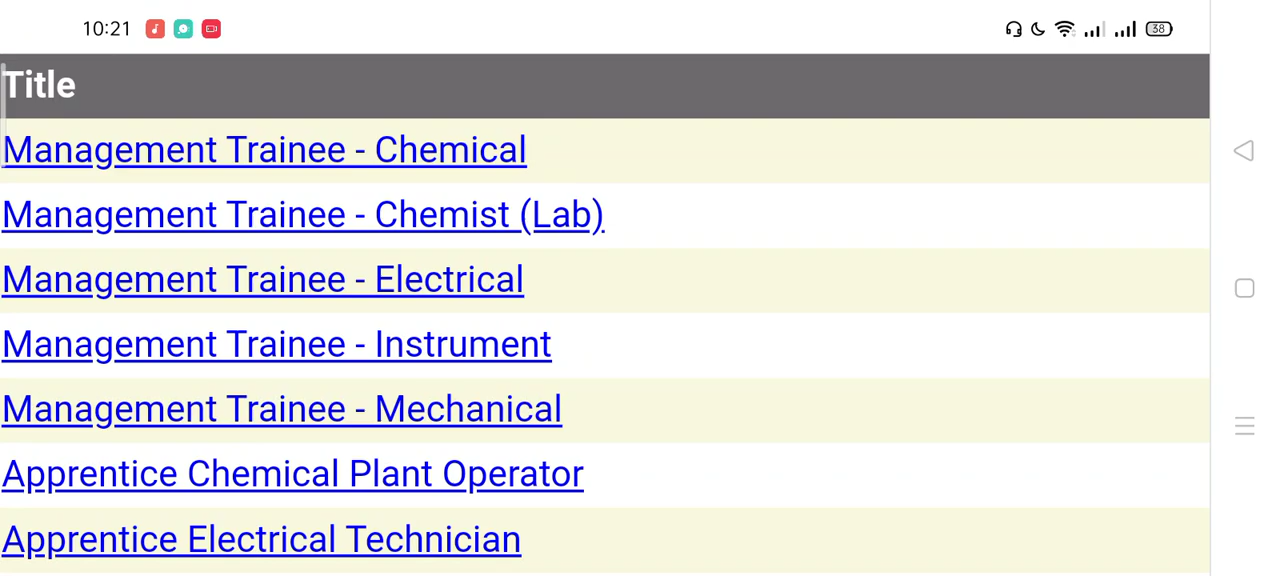 10:21
38
Title
Management Trainee - Chemical
Management Trainee - Chemist (Lab)
Management Trainee - Electrical
Management Trainee - Instrument
Management Trainee - Mechanical
Apprentice Chemical Plant Operator
Apprentice Electrical Technician